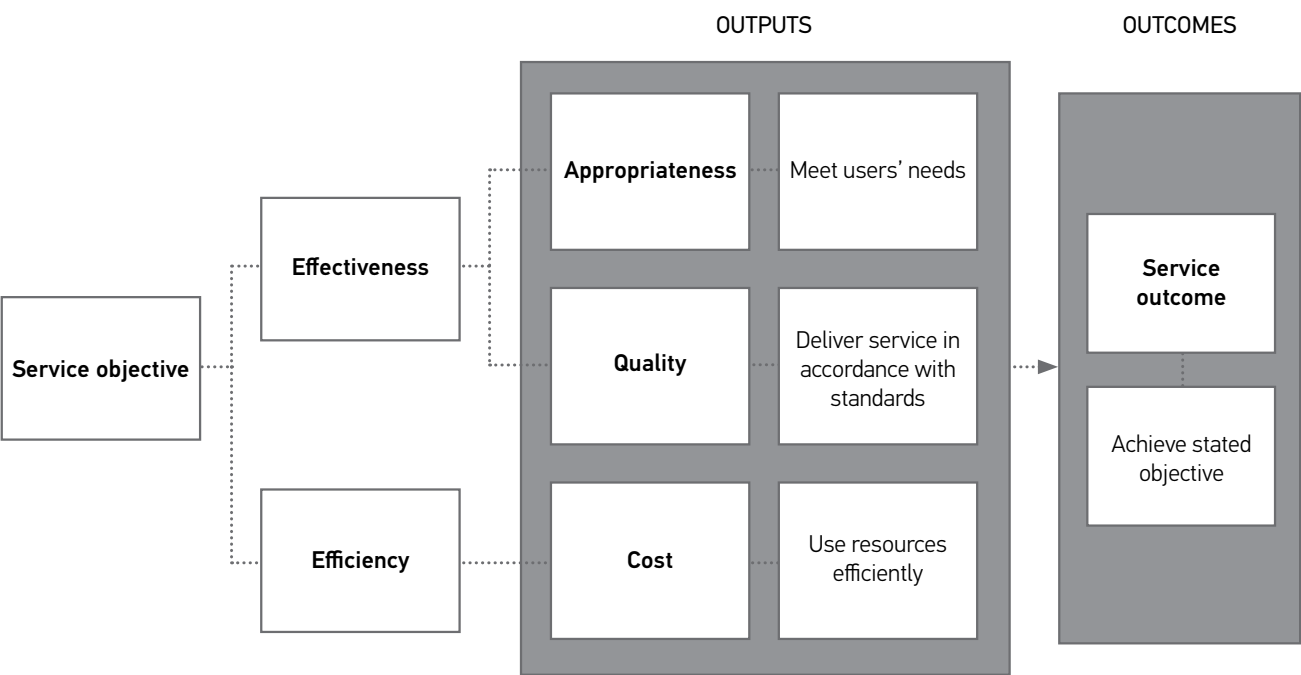 OUTPUTS
OUTCOMES
Appropriateness
Meet users’ needs
Effectiveness
Service
outcome
Service objective
Quality
Deliver service in
accordance with
standards
Achieve stated
objective
Efficiency
Cost
Use resources
efficiently